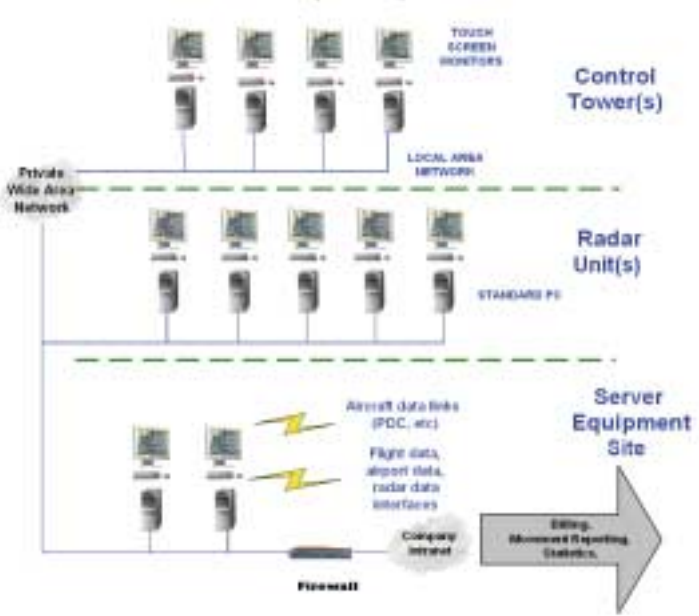 TOUCH
SCREEN
MONITORS
Control
Tower(s)
LOCAL AREA
NETWORK
Private
Wide Area
Network
Radar
Unit(s)
STANDARD PC
Server
Equipment
Site
Aircraft data links
(PDC, etc)
Flight data,
airport data,
radar data
interfaces
Company
Intranet
Billing,
Movement Reporting,
Statistics,
Firewall